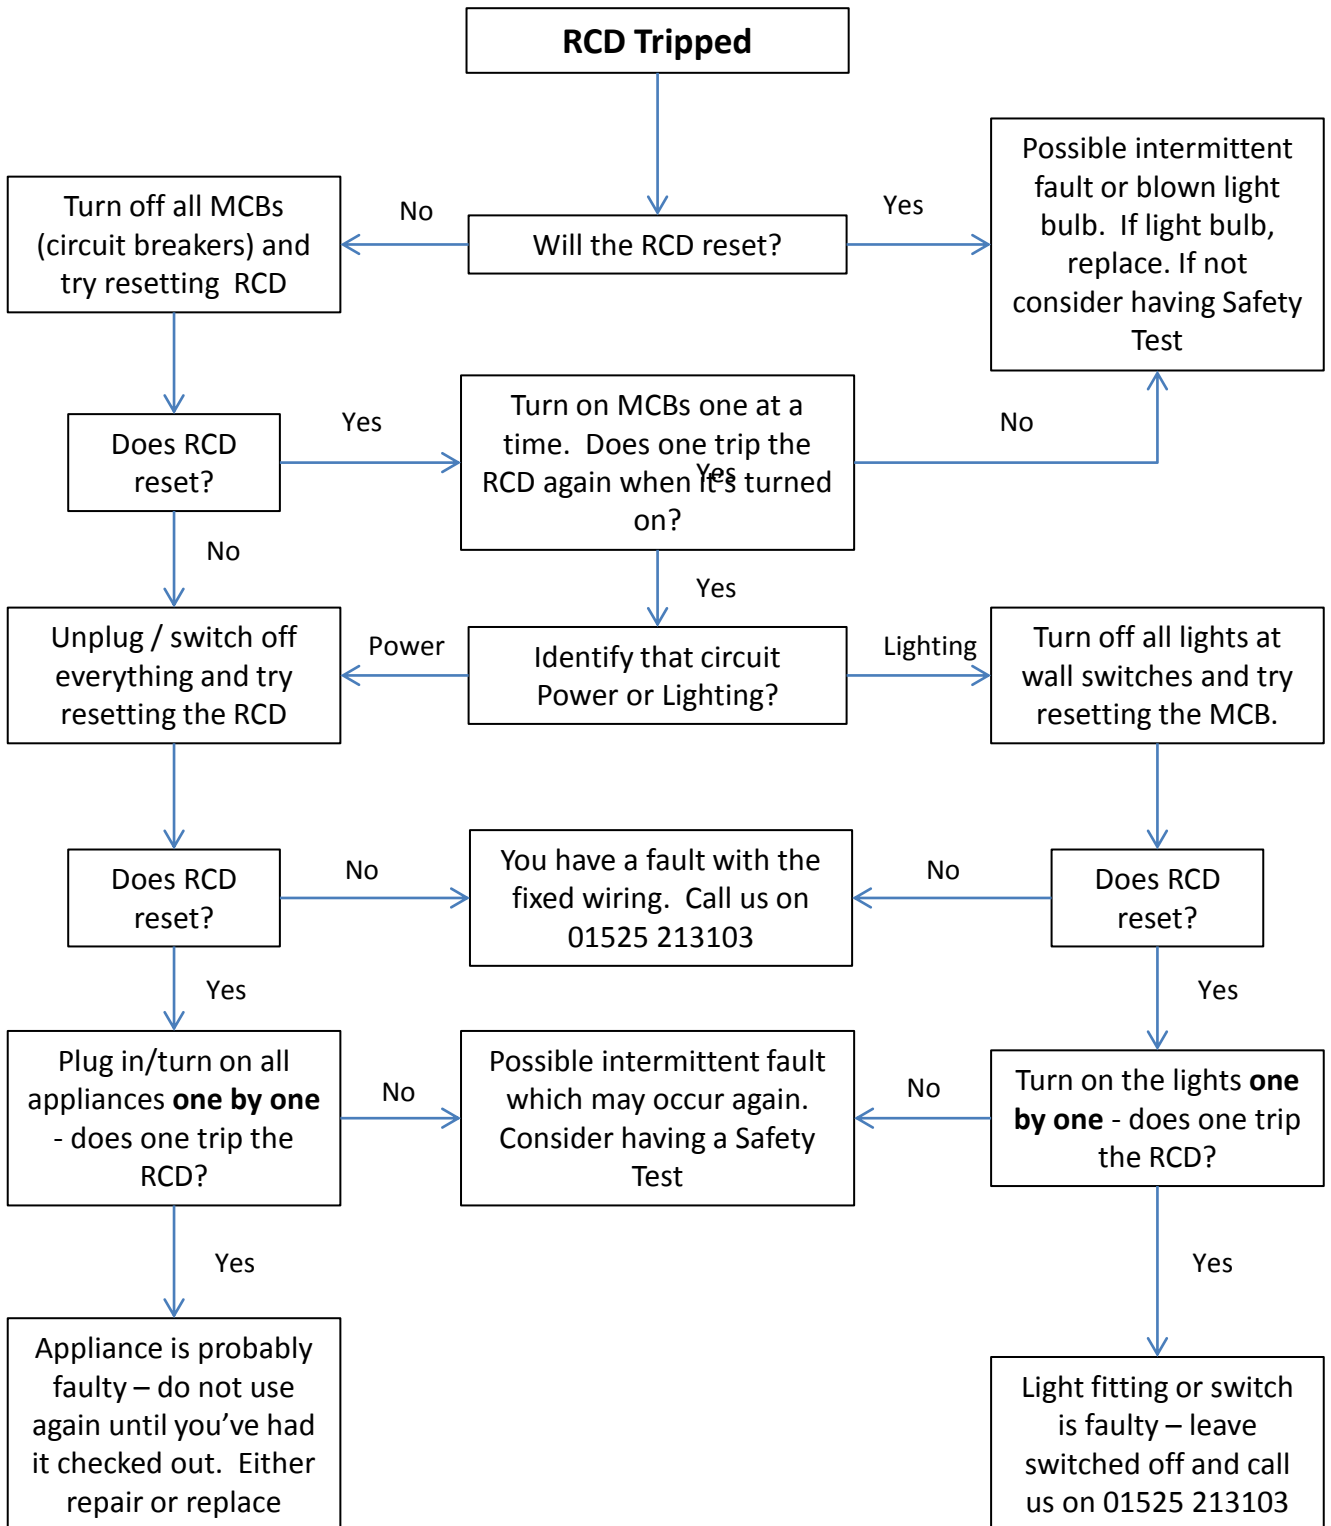 RCD Tripped
Possible intermittent
fault or blown light
bulb.  If light bulb,
replace. If not
consider having Safety
Test
Turn off all MCBs
(circuit breakers) and
try resetting  RCD
No
Will the RCD reset?
Yes
Does RCD
reset?
Yes
Turn on MCBs one at a
time.  Does one trip the
RCD again when it's turned
on?
Yes
No
No
Yes
Unplug / switch off
everything and try
resetting the RCD
Power
Identify that circuit
Power or Lighting?
Lighting
Turn off all lights at
wall switches and try
resetting the MCB.
Does RCD
reset?
No
You have a fault with the
fixed wiring.  Call us on
01525 213103
No
Does RCD
reset?
Yes
Yes
Plug in/turn on all
appliances one by one
- does one trip the
RCD?
No
Possible intermittent fault
which may occur again.
Consider having a Safety
Test
No
Turn on the lights one
by one - does one trip
the RCD?
Yes
Yes
Appliance is probably
faulty – do not use
again until you've had
it checked out.  Either
repair or replace
Light fitting or switch
is faulty – leave
switched off and call
us on 01525 213103